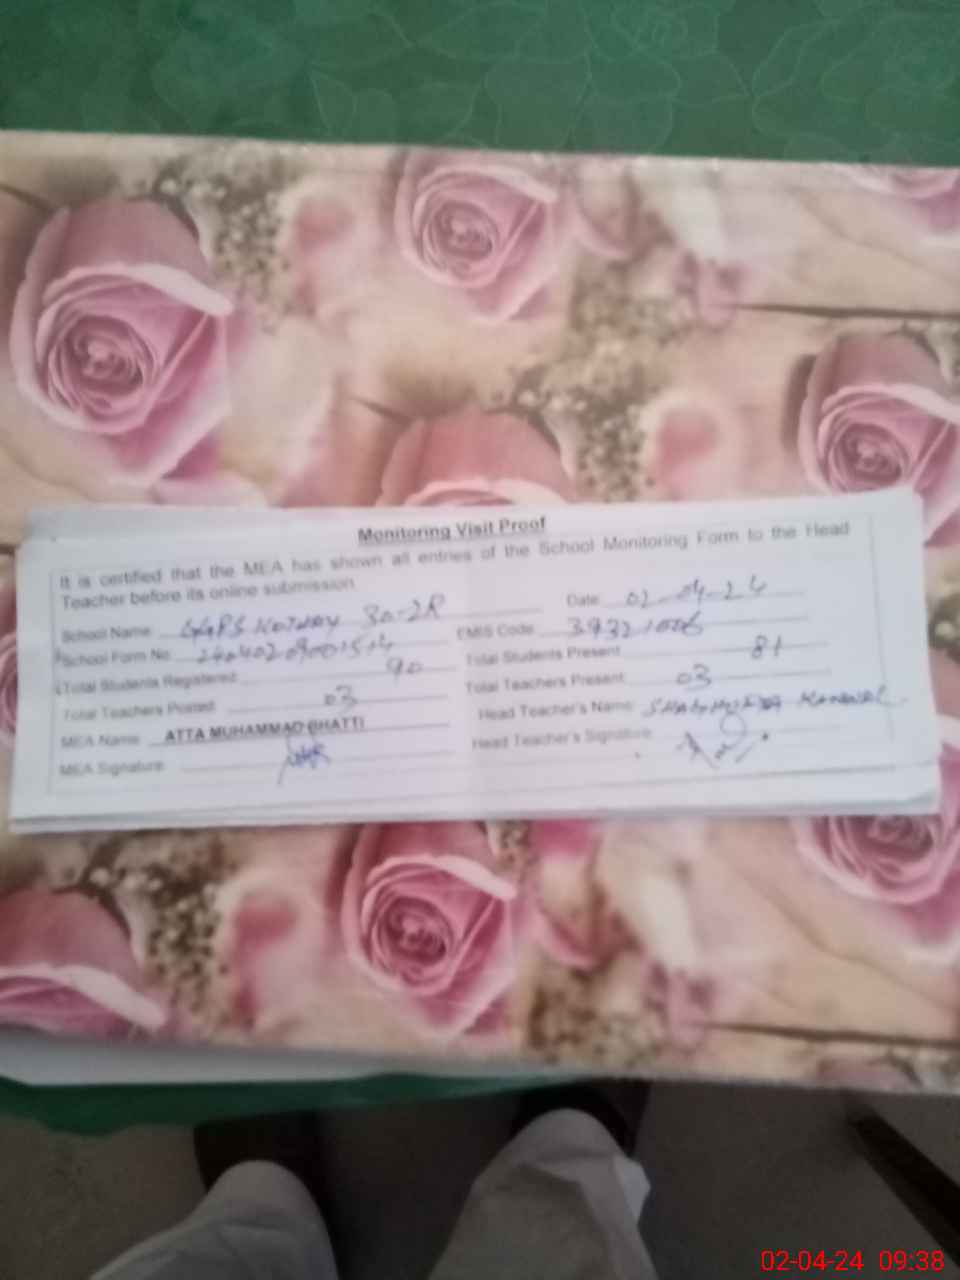 Monitoring Visit Proof
It is certified that the MEA has shown all entries of the School Monitoring Form to the Head
Teacher before its online submission.
Date: 02-04-24
School Name: 30-2R
EMIS Code:
School Form No:
Total Students Present: 81
Total Students Registered: 90
Total Teachers Present: 03
Total Teachers Posted: 03
Head Teacher's Name:
MEA Name: ATTA MUHAMMAD BHATTI
Head Teacher's Signature:
MEA Signature:
02-04-24 09:38